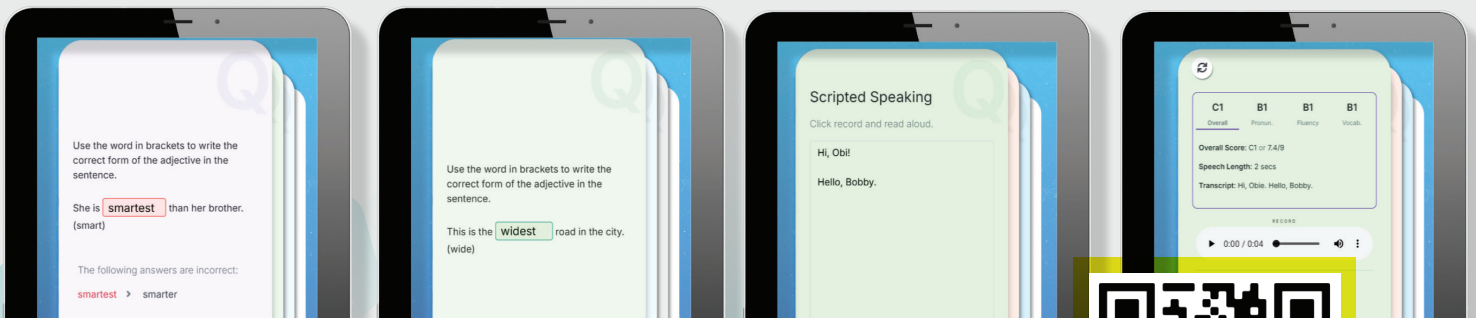 Q
Use the word in brackets to write the
correct form of the adjective in the
sentence.
She is smartest than her brother.
(smart)
The following answers are incorrect:
smartest > smarter
Q
Use the word in brackets to write the
correct form of the adjective in the
sentence.
This is the widest road in the city.
(wide)
Q
Scripted Speaking
Click record and read aloud.
Hi, Obi!
Hello, Bobby.
C1 B1 B1 B1
Overall Pronun. Fluency Vocab.
Overall Score: C1 or 7.4/9
Speech Length: 2 secs
Transcript: Hi, Obie. Hello, Bobby.
RECORD
0:00 / 0:04